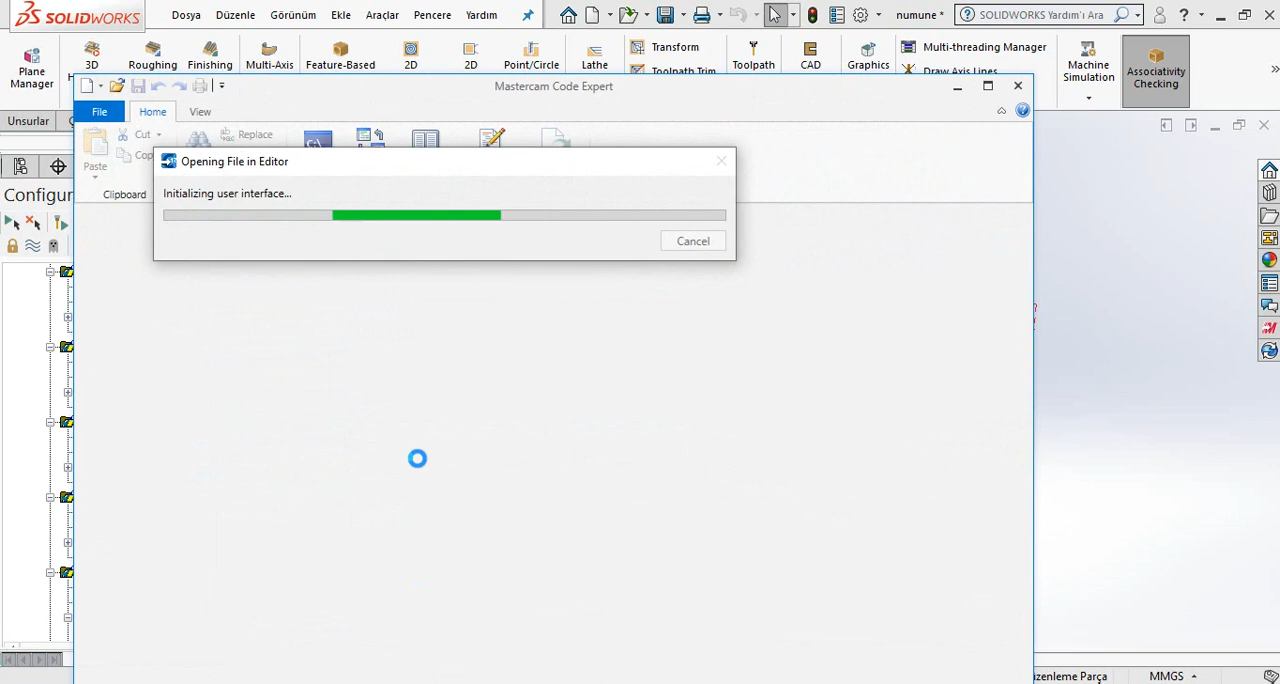 SOLIDWORKS Dosya Düzenle Görünüm Ekle Araçlar Pencere Yardım numune * SOLIDWORKS Yardım'ı Ara ?
Plane Manager 3D Roughing Finishing Multi-Axis Feature-Based 2D 2D Point/Circle Lathe Transform Toolpath Trim Toolpath CAD Graphics Multi-threading Manager Draw Axis Lines Machine Simulation Associativity Checking
Mastercam Code Expert
File Home View
Unsurlar
Paste Cut Replace
Clipboard
Opening File in Editor
Initializing user interface...
Cancel
MMGS